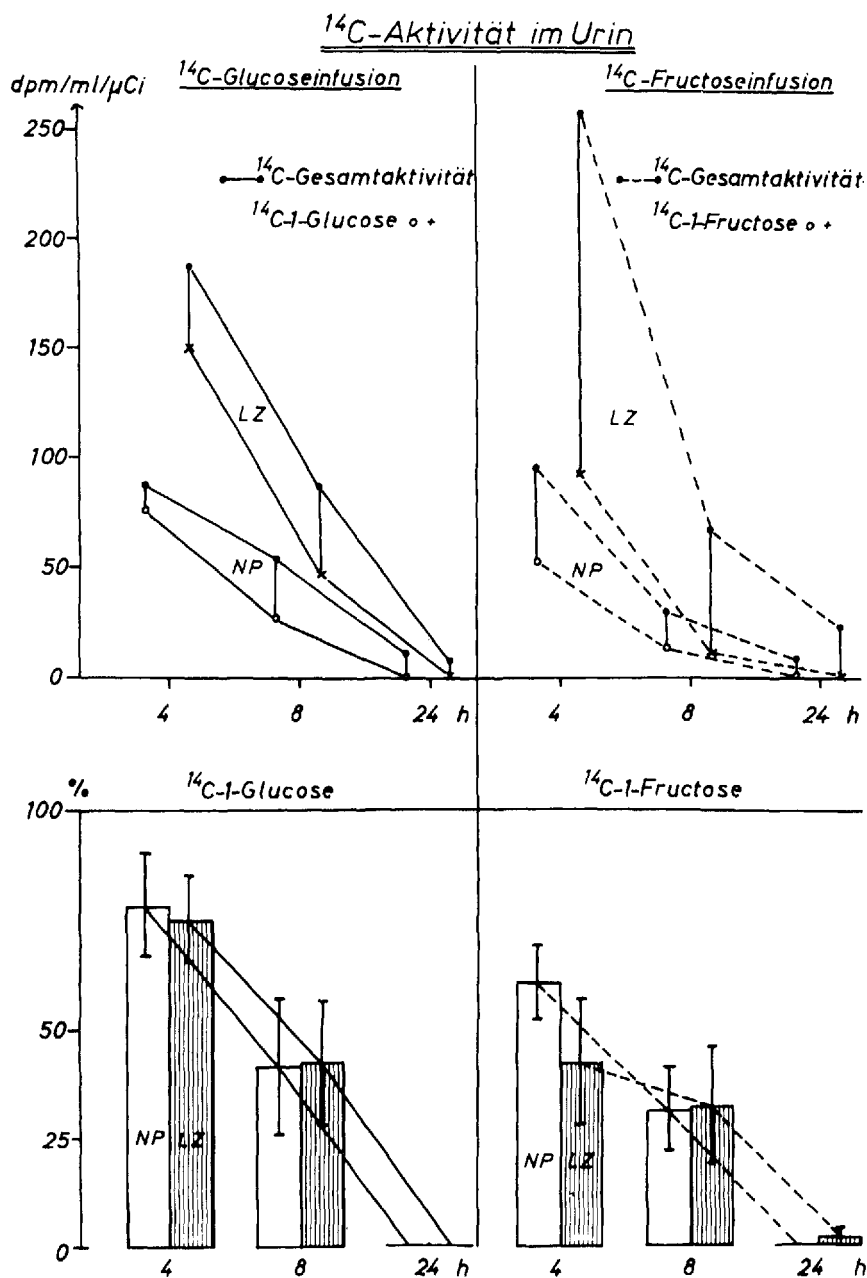 ¹⁴C-Aktivität im Urin
dpm/ml/µCi
¹⁴C-Glycoseinfusion
¹⁴C-Fructoseinfusion
250
200
150
100
50
0
¹⁴C-Gesamtaktivität
¹⁴C-1-Glucose o +
¹⁴C-Gesamtaktivität
¹⁴C-1-Fructose o +
LZ
NP
LZ
NP
4 8 24 h
4 8 24 h
%
¹⁴C-1-Glucose
¹⁴C-1-Fructose
100
50
25
0
NP LZ
NP LZ
4 8 24 h
4 8 24 h